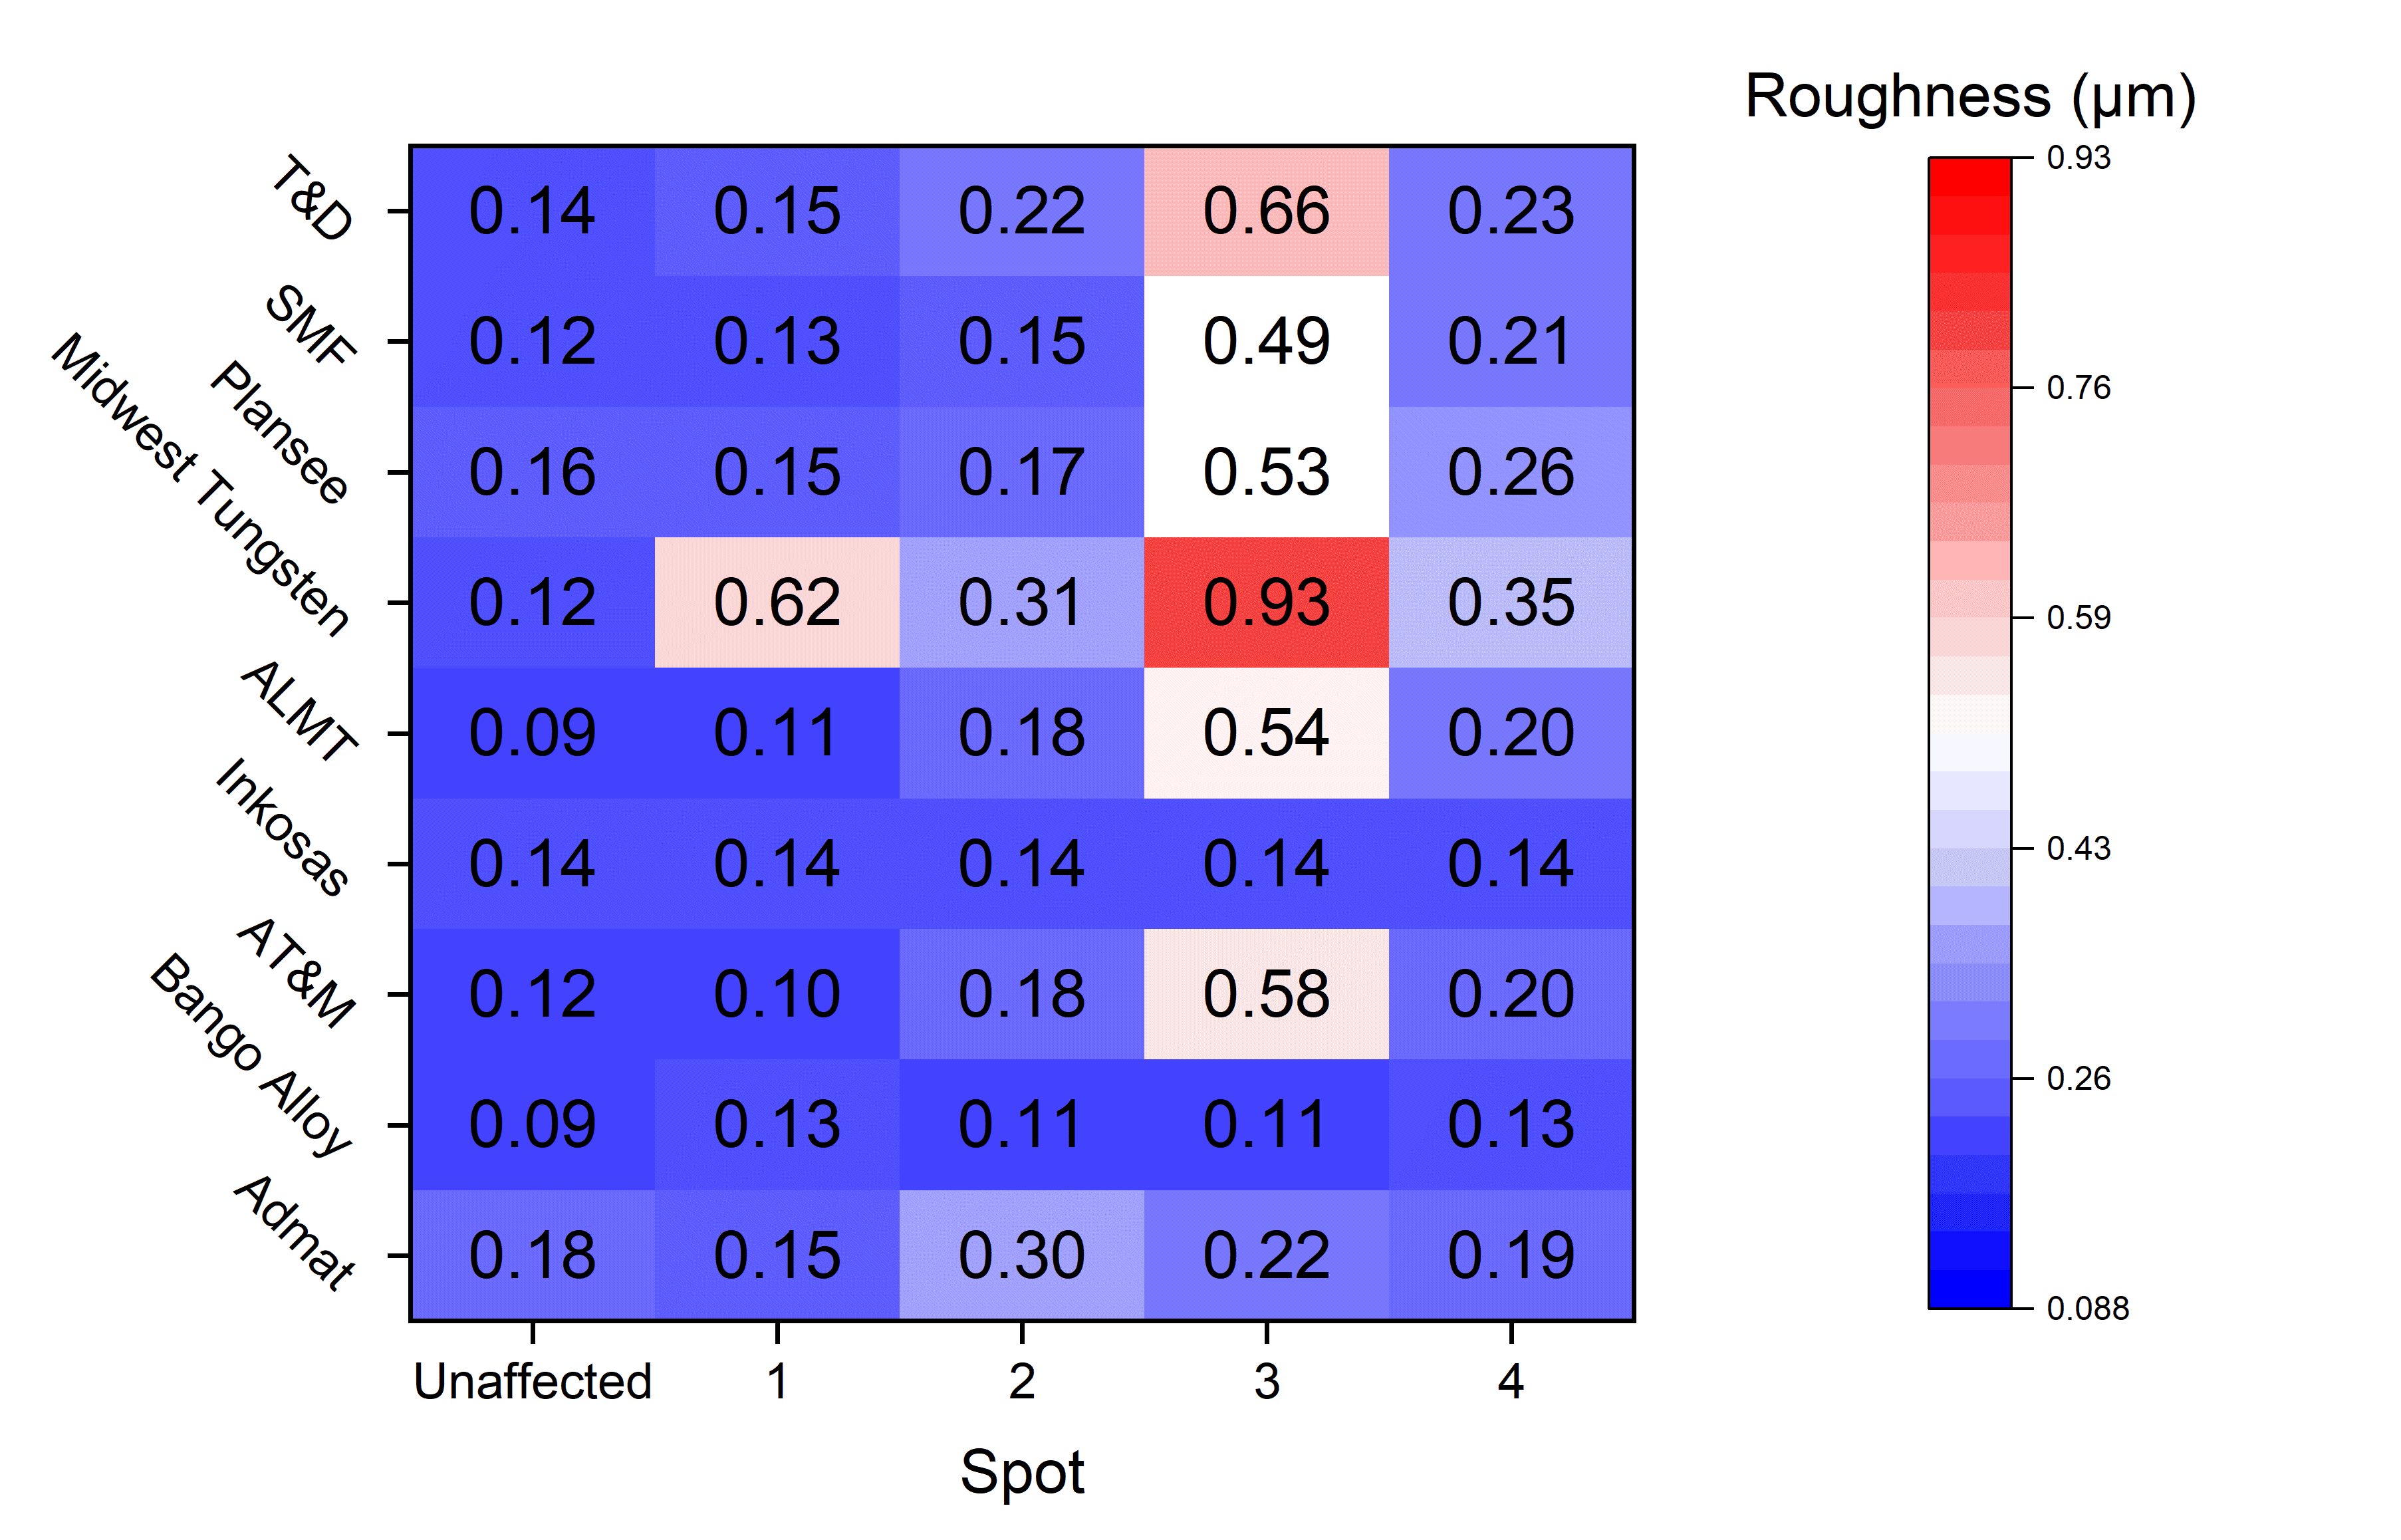 Roughness (µm)
T&D 0.14 0.15 0.22 0.66 0.23
SMF 0.12 0.13 0.15 0.49 0.21
Plansee 0.16 0.15 0.17 0.53 0.26
Midwest Tungsten 0.12 0.62 0.31 0.93 0.35
ALMT 0.09 0.11 0.18 0.54 0.20
Inkosas 0.14 0.14 0.14 0.14 0.14
AT&M 0.12 0.10 0.18 0.58 0.20
Bango Alloy 0.09 0.13 0.11 0.11 0.13
Admat 0.18 0.15 0.30 0.22 0.19
Unaffected 1 2 3 4
Spot
0.93
0.76
0.59
0.43
0.26
0.088